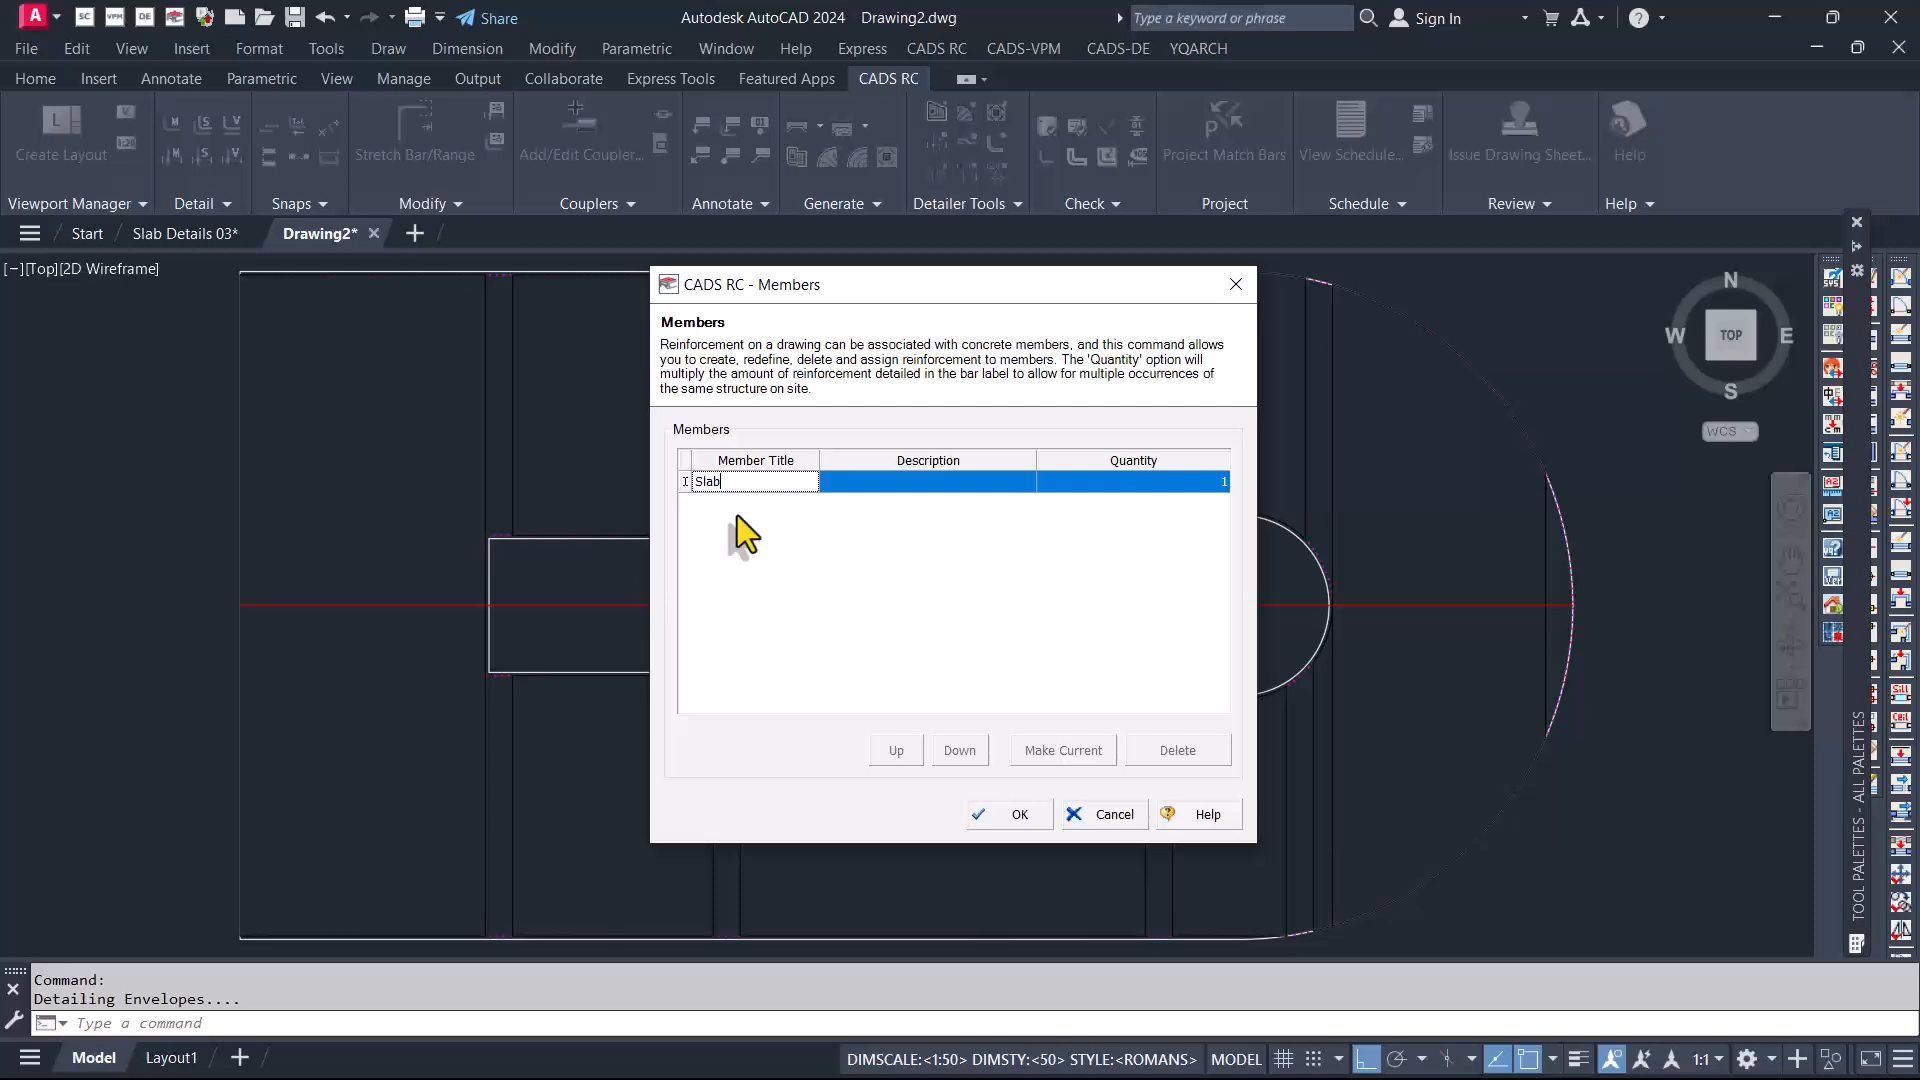 Share
Autodesk AutoCAD 2024 Drawing2.dwg
Type a keyword or phrase
Sign In
File Edit View Insert Format Tools Draw Dimension Modify Parametric Window Help Express CADS RC CADS-VPM CADS-DE YQARCH
Home Insert Annotate Parametric View Manage Output Collaborate Express Tools Featured Apps CADS RC
Create Layout Stretch Bar/Range Add/Edit Coupler... Project Match Bars View Schedule... Issue Drawing Sheet... Help
Viewport Manager Detail Snaps Modify Couplers Annotate Generate Detailer Tools Check Project Schedule Review Help
Start Slab Details 03* Drawing2*
[−][Top][2D Wireframe]
CADS RC - Members
Members
Reinforcement on a drawing can be associated with concrete members, and this command allows
you to create, redefine, delete and assign reinforcement to members. The 'Quantity' option will
multiply the amount of reinforcement detailed in the bar label to allow for multiple occurrences of
the same structure on site.
Members
Member Title Description Quantity
Slab 1
Up Down Make Current Delete
OK Cancel Help
N
W TOP E
S
WCS
TOOL PALETTES - ALL PALETTES
Command:
Detailing Envelopes....
Type a command
Model Layout1
DIMSCALE:<1:50> DIMSTY:<50> STYLE:<ROMANS> MODEL 1:1